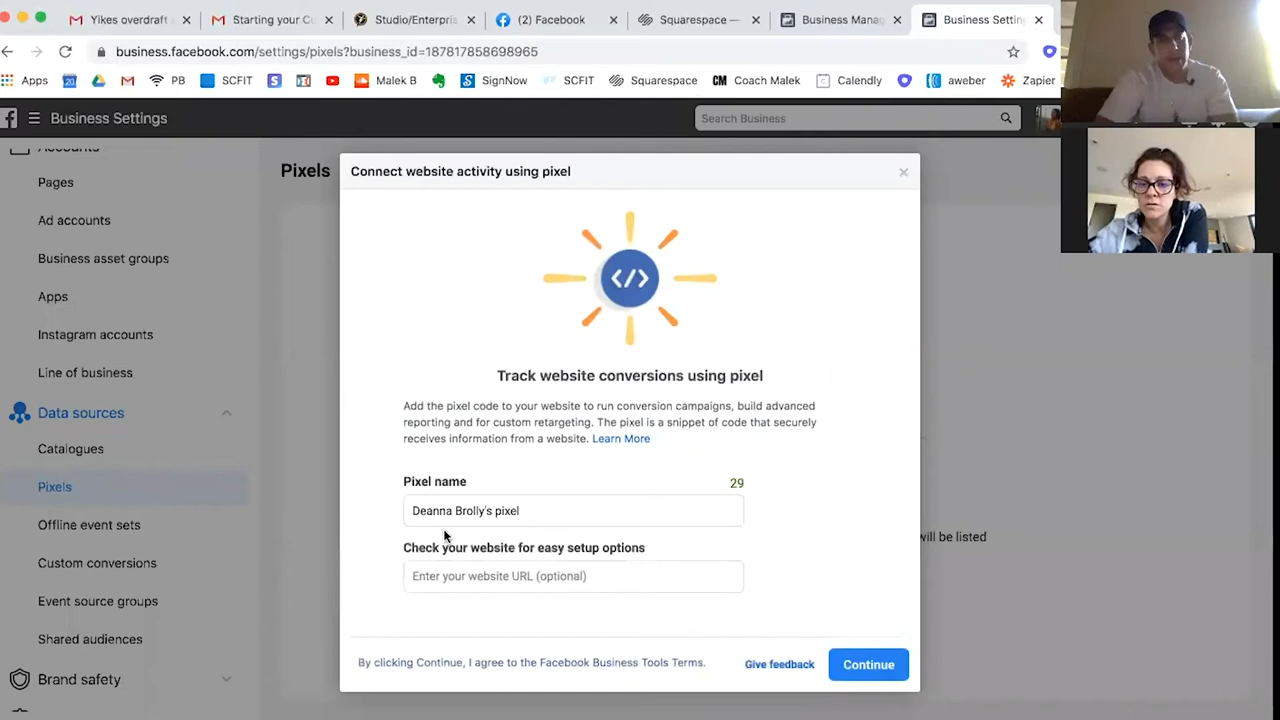 Yikes overdraft a
Starting your Cu
Studio/Enterpris
(2) Facebook
Squarespace —
Business Manag
Business Settin
business.facebook.com/settings/pixels?business_id=187817858698965
Apps
PB
SCFIT
Malek B
SignNow
SCFIT
Squarespace
CM Coach Malek
Calendly
aweber
Zapier
Business Settings
Search Business
Accounts
Pages
Ad accounts
Business asset groups
Apps
Instagram accounts
Line of business
Data sources
Catalogues
Pixels
Offline event sets
Custom conversions
Event source groups
Shared audiences
Brand safety
Pixels
Connect website activity using pixel
</>
Track website conversions using pixel
Add the pixel code to your website to run conversion campaigns, build advanced
reporting and for custom retargeting. The pixel is a snippet of code that securely
receives information from a website. Learn More
Pixel name
29
Deanna Brolly's pixel
Check your website for easy setup options
Enter your website URL (optional)
will be listed
By clicking Continue, I agree to the Facebook Business Tools Terms.
Give feedback
Continue